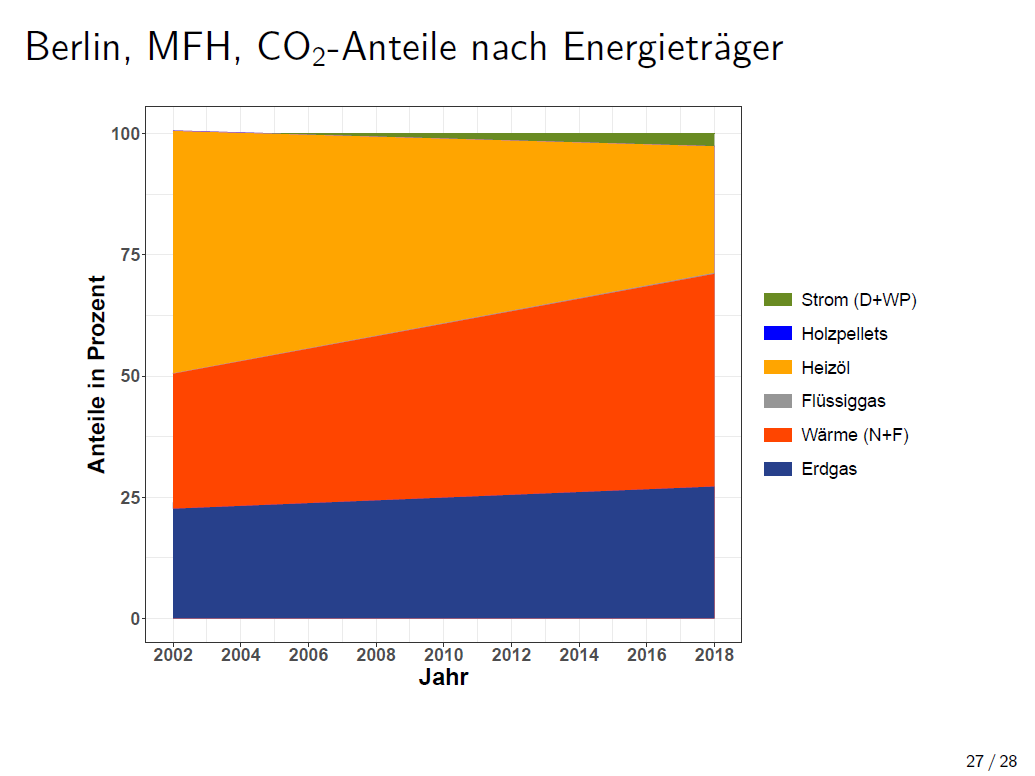 Berlin, MFH, CO₂-Anteile nach Energieträger
100
75
50
25
0
Anteile in Prozent
2002 2004 2006 2008 2010 2012 2014 2016 2018
Jahr
Strom (D+WP)
Holzpellets
Heizöl
Flüssiggas
Wärme (N+F)
Erdgas
27 / 28